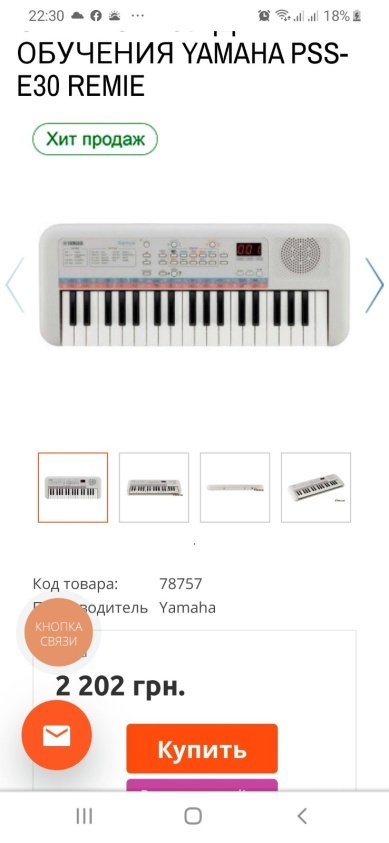 22:30
18%
ОБУЧЕНИЯ YAMAHA PSS-
E30 REMIE
Хит продаж
YAMAHA
001
Код товара: 78757
Yamaha
КНОПКА
СВЯЗИ
2 202 грн.
Купить